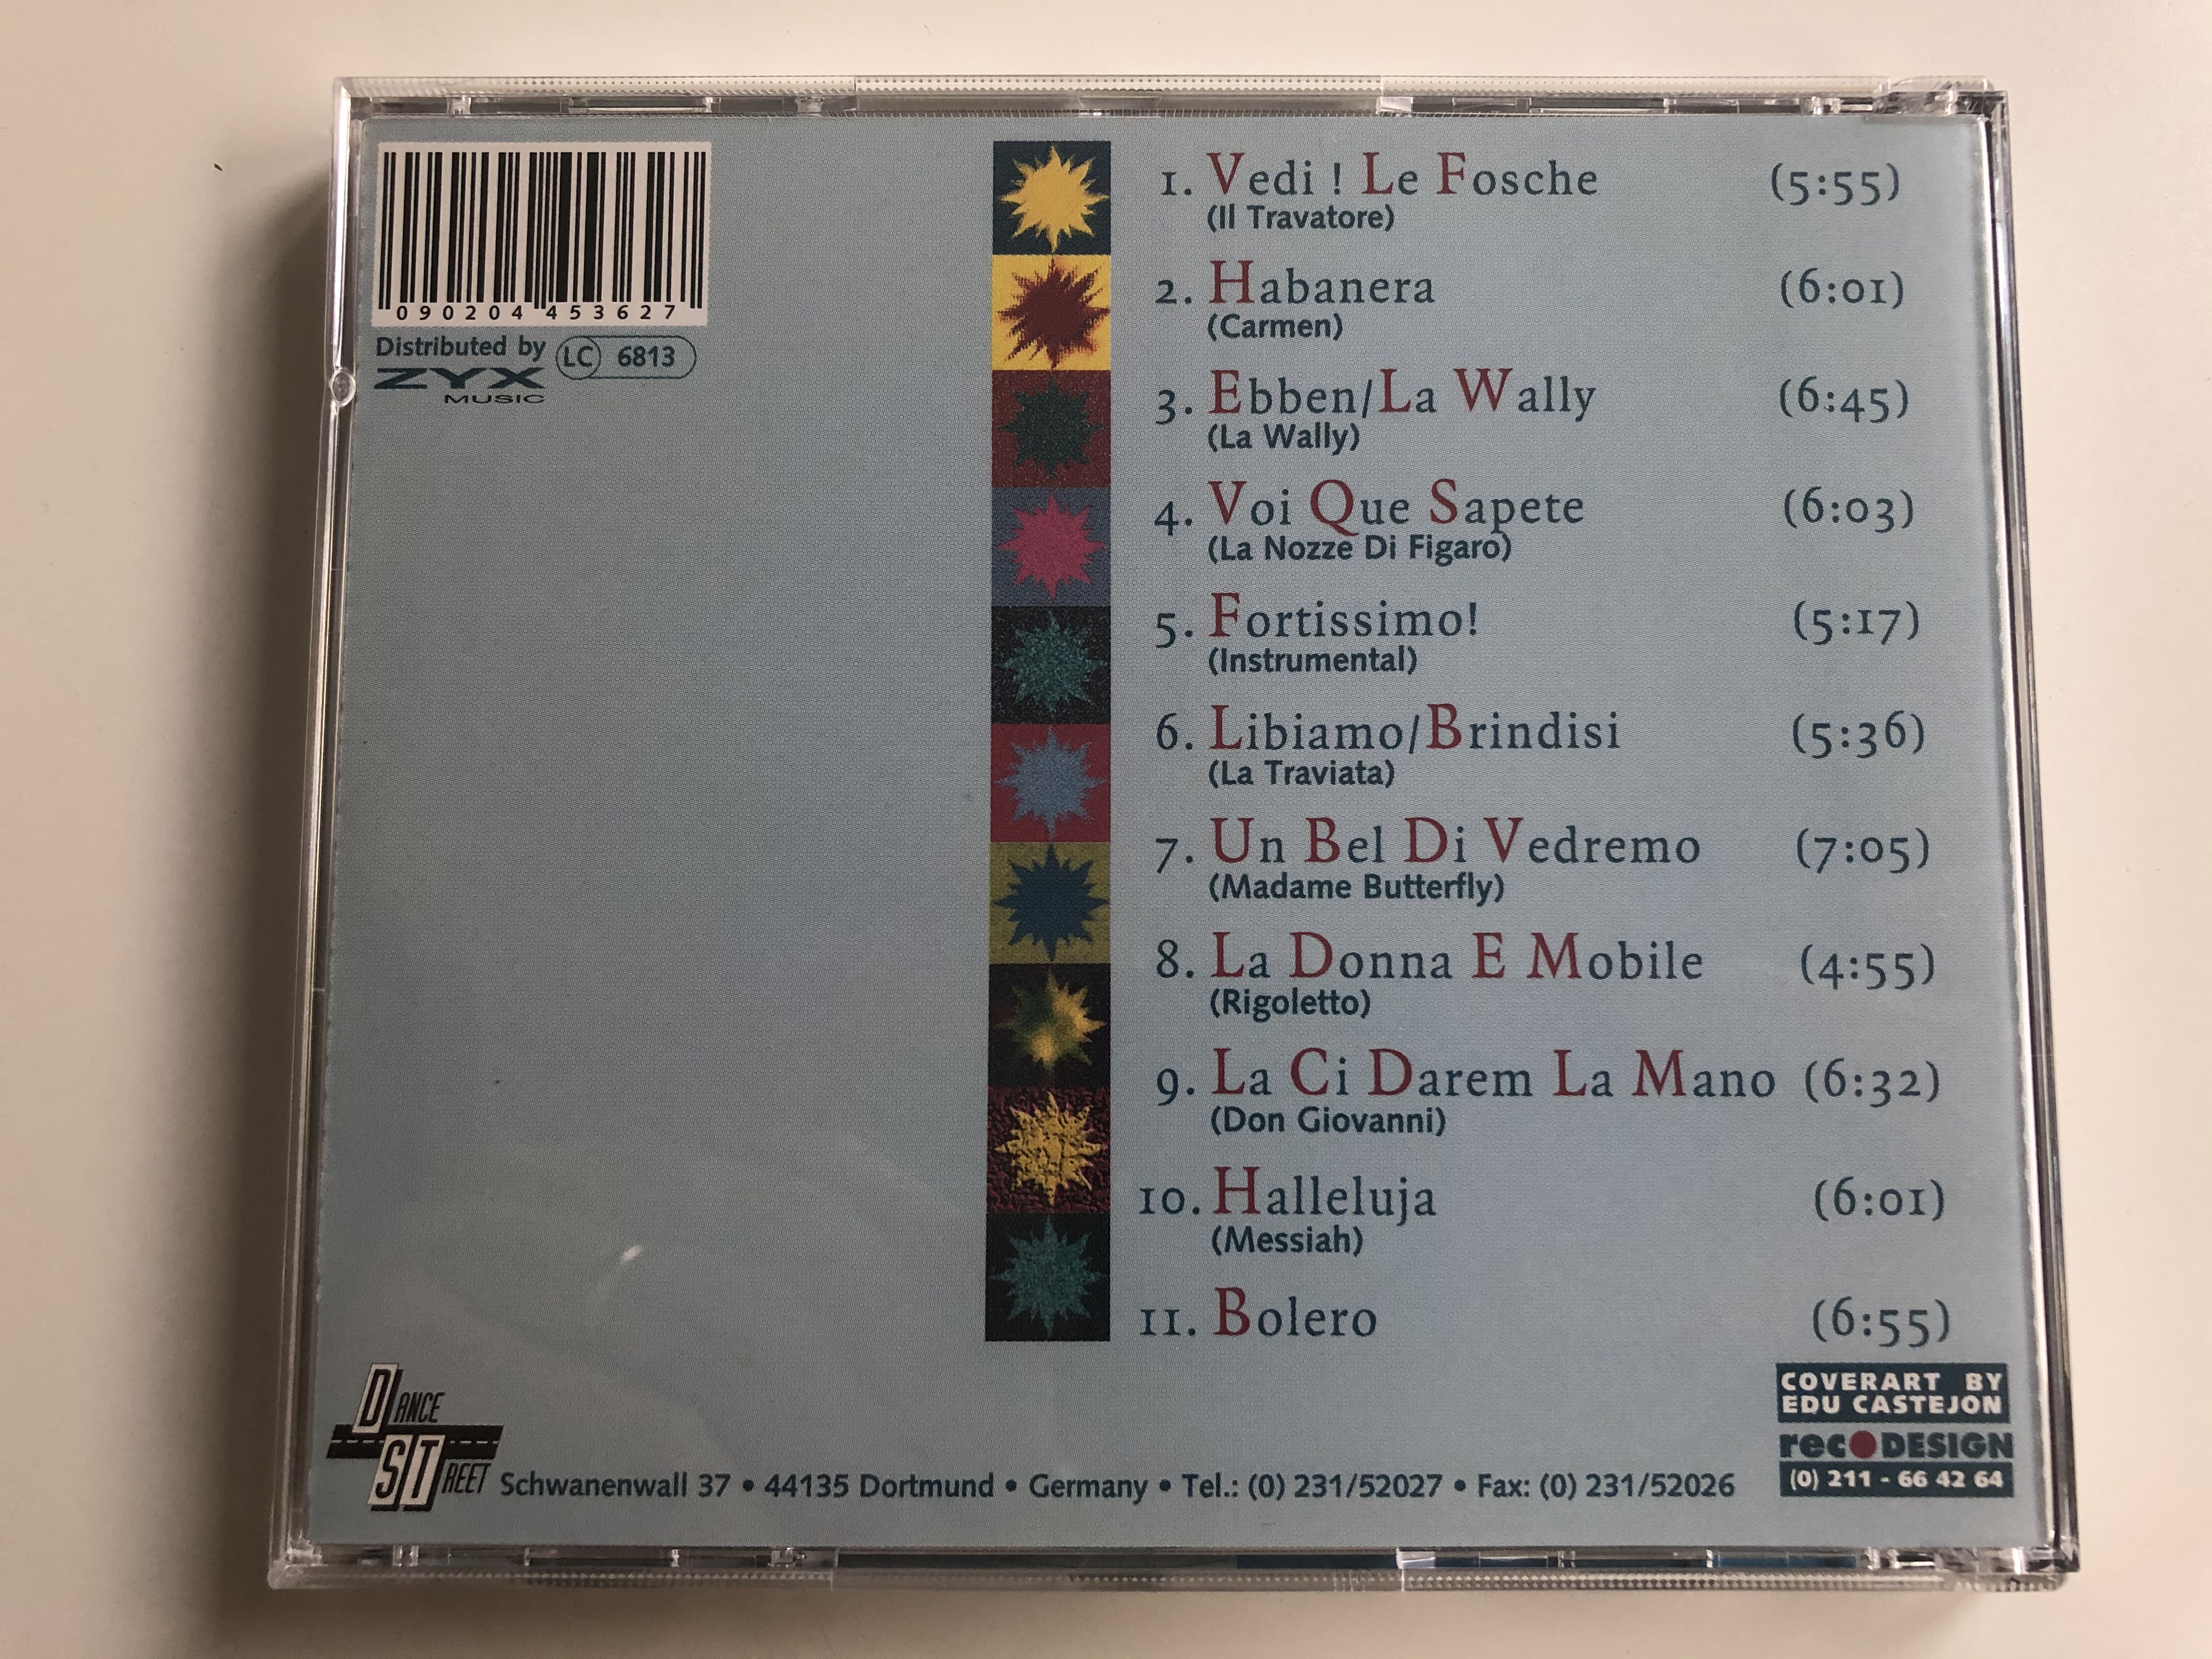 090204 453627
Distributed by
ZYX
MUSIC
LC 6813
1. Vedi ! Le Fosche (5:55)
(Il Travatore)
2. Habanera (6:01)
(Carmen)
3. Ebben/La Wally (6:45)
(La Wally)
4. Voi Que Sapete (6:03)
(La Nozze Di Figaro)
5. Fortissimo! (5:17)
(Instrumental)
6. Libiamo/Brindisi (5:36)
(La Traviata)
7. Un Bel Di Vedremo (7:05)
(Madame Butterfly)
8. La Donna E Mobile (4:55)
(Rigoletto)
9. La Ci Darem La Mano (6:32)
(Don Giovanni)
10. Halleluja (6:01)
(Messiah)
11. Bolero (6:55)
DANCE
STREET
Schwanenwall 37 • 44135 Dortmund • Germany • Tel.: (0) 231/52027 • Fax: (0) 231/52026
COVERART BY
EDU CASTEJON
rec DESIGN
(0) 211 - 66 42 64